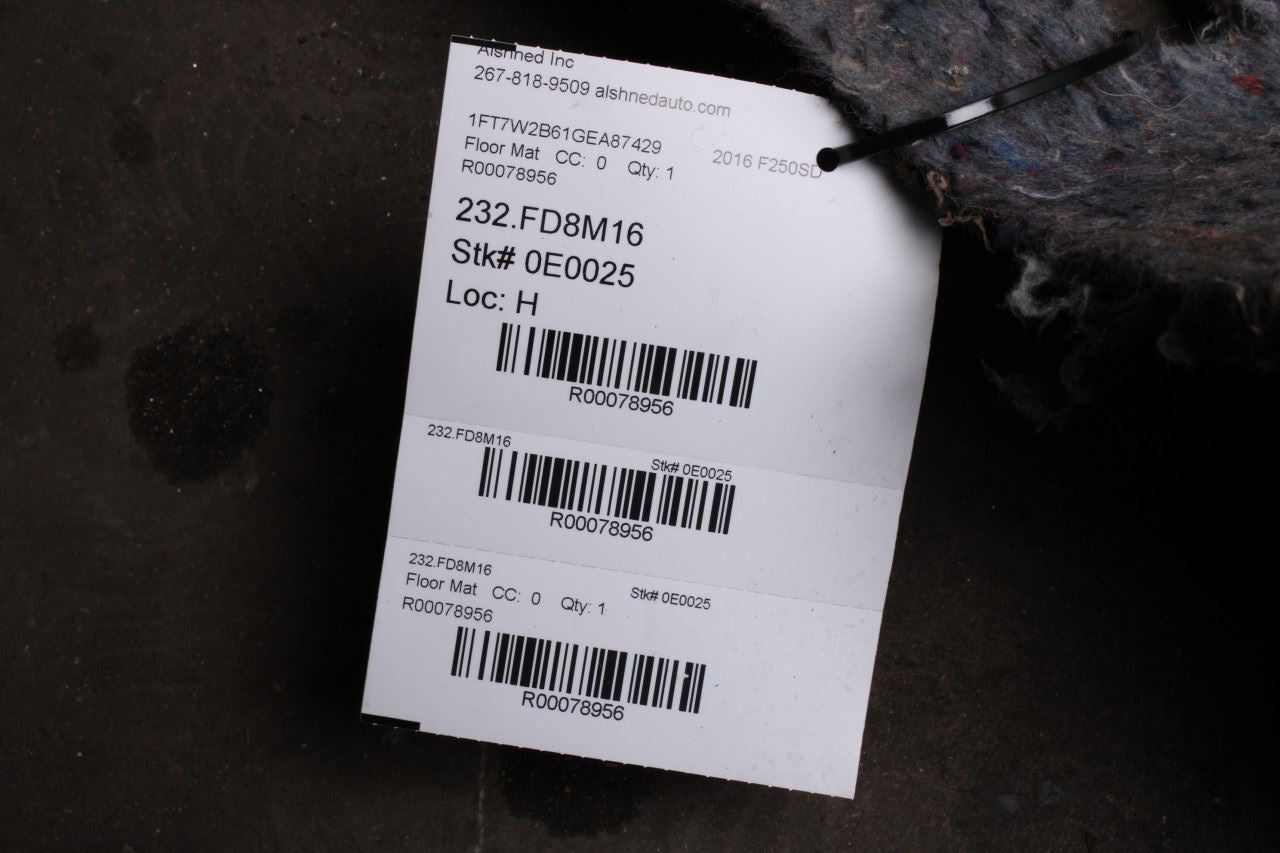 Alshned Inc
267-818-9509 alshnedauto.com
1FT7W2B61GEA87429
2016 F250SD
Floor Mat CC: 0 Qty: 1
R00078956
232.FD8M16
Stk# 0E0025
Loc: H
R00078956
232.FD8M16
Stk# 0E0025
R00078956
232.FD8M16
Floor Mat CC: 0 Qty: 1
Stk# 0E0025
R00078956
R00078956